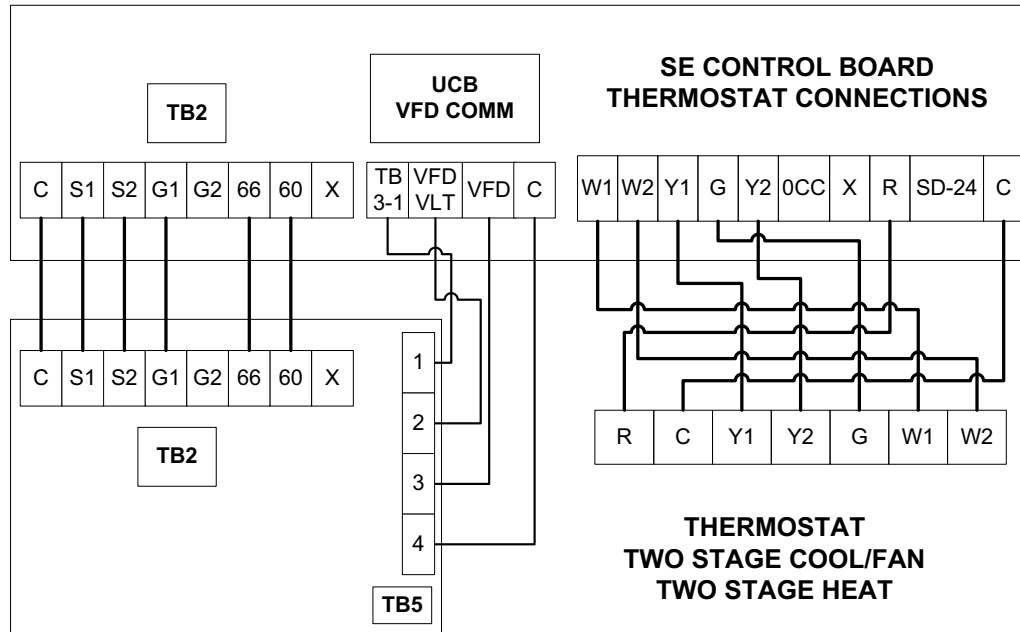 SE CONTROL BOARD
THERMOSTAT CONNECTIONS
UCB
VFD COMM
TB2
C S1 S2 G1 G2 66 60 X
TB
3-1
VFD
VLT
VFD
C
W1 W2 Y1 G Y2 0CC X R SD-24 C
C S1 S2 G1 G2 66 60 X
TB2
1
2
3
4
TB5
R C Y1 Y2 G W1 W2
THERMOSTAT
TWO STAGE COOL/FAN
TWO STAGE HEAT